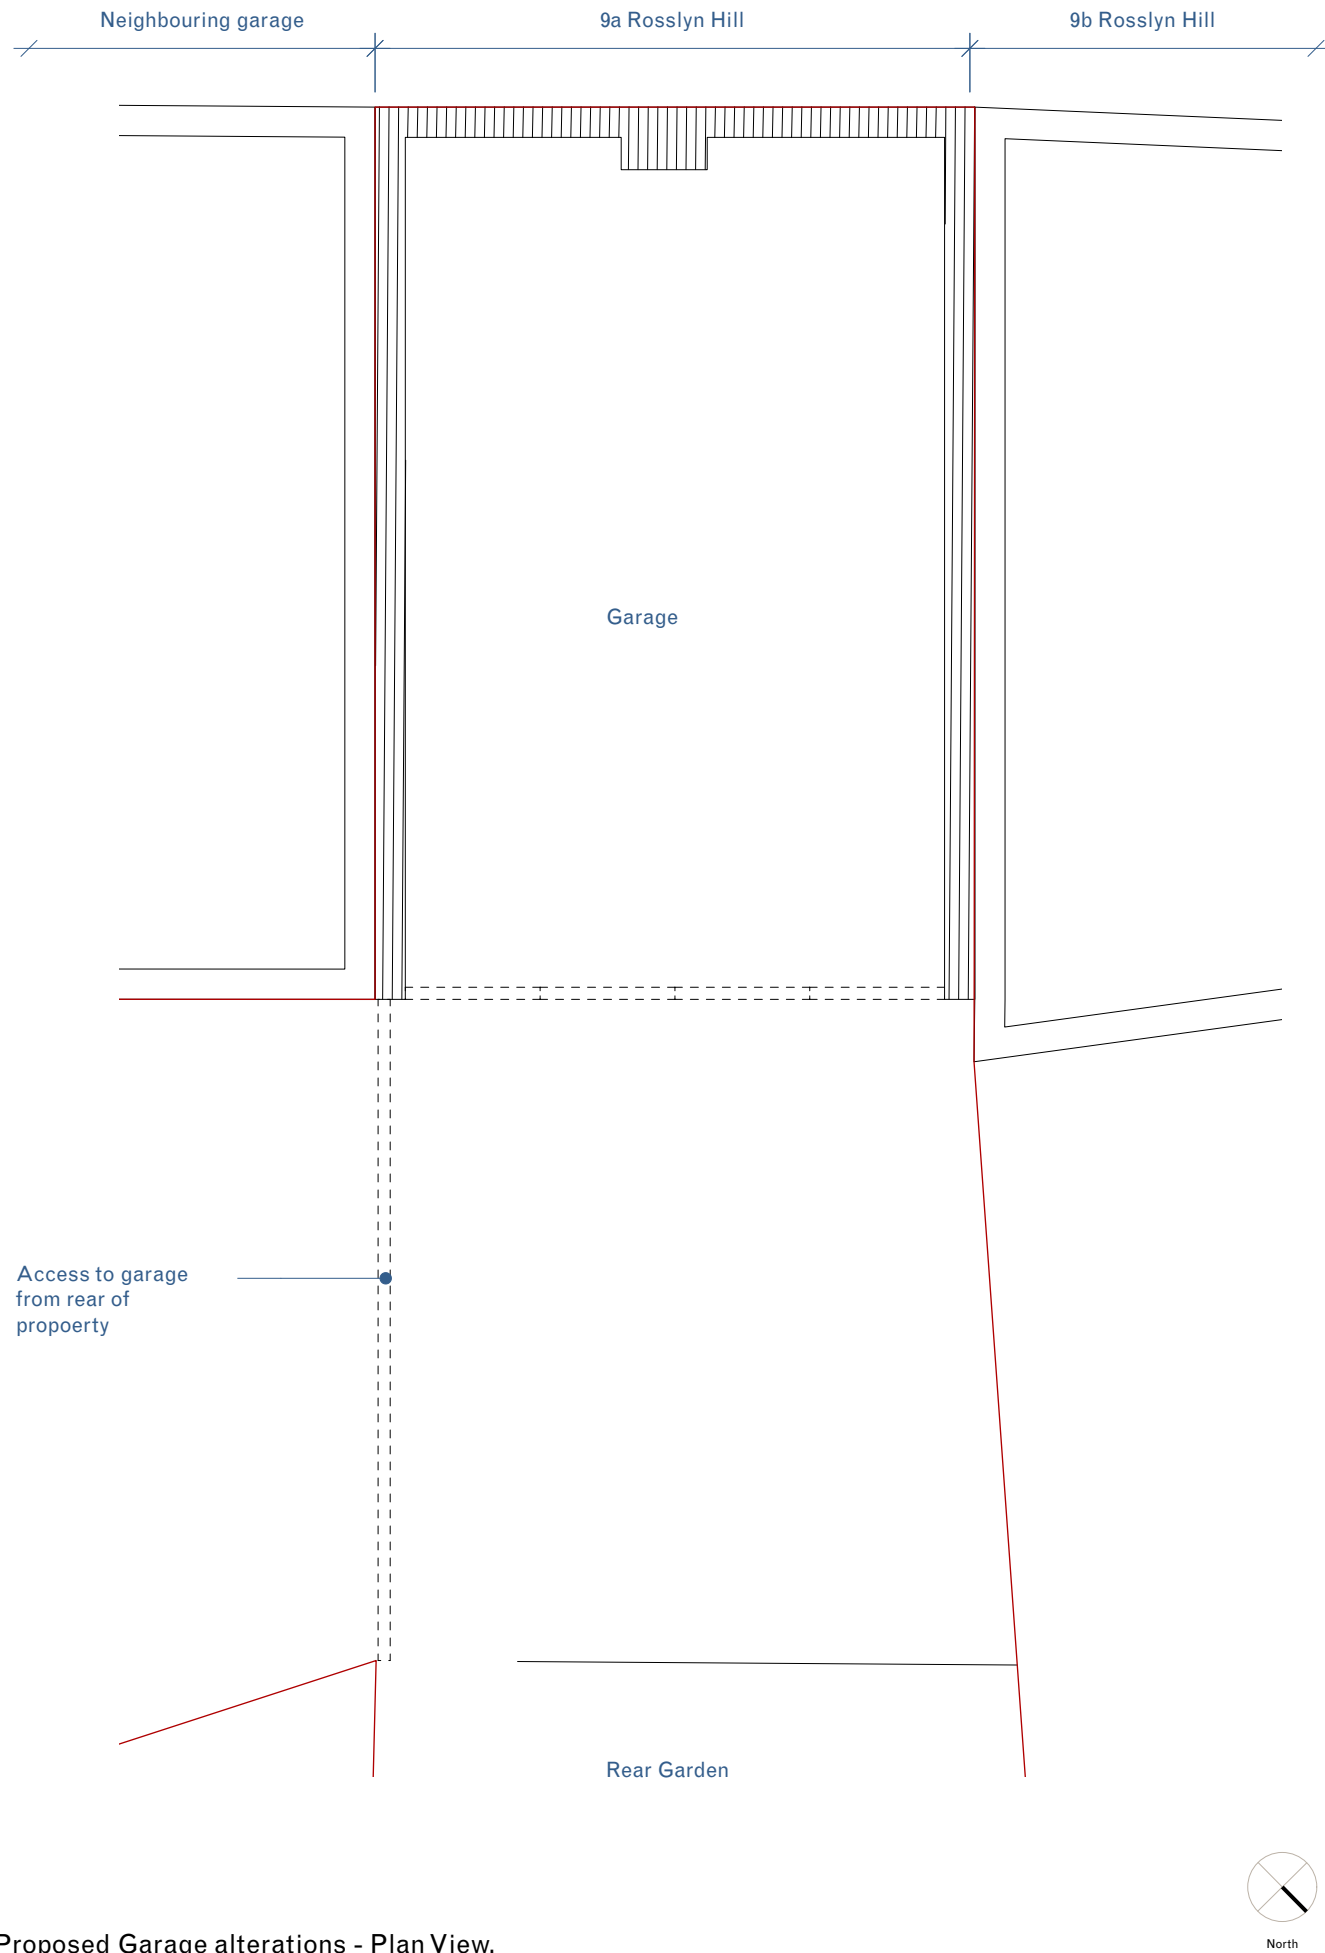 Neighbouring garage
9a Rosslyn Hill
9b Rosslyn Hill
Garage
Access to garage
from rear of
propoerty
Rear Garden
North
Proposed Garage alterations - Plan View.